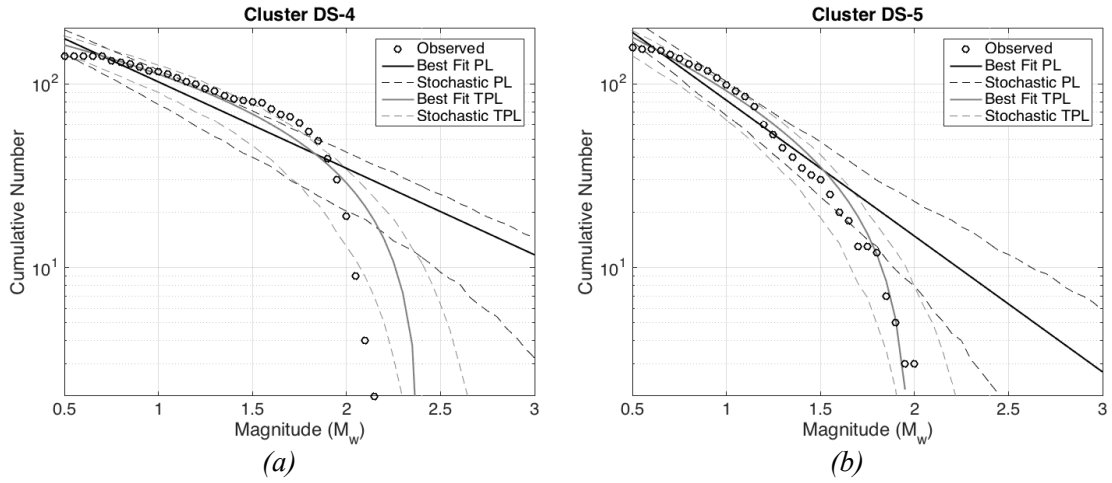 Cluster DS-4
Observed
Best Fit PL
Stochastic PL
Best Fit TPL
Stochastic TPL
10²
10¹
Cumulative Number
0.5 1 1.5 2 2.5 3
Magnitude (M_w)
(a)
Cluster DS-5
Observed
Best Fit PL
Stochastic PL
Best Fit TPL
Stochastic TPL
10²
10¹
Cumulative Number
0.5 1 1.5 2 2.5 3
Magnitude (M_w)
(b)